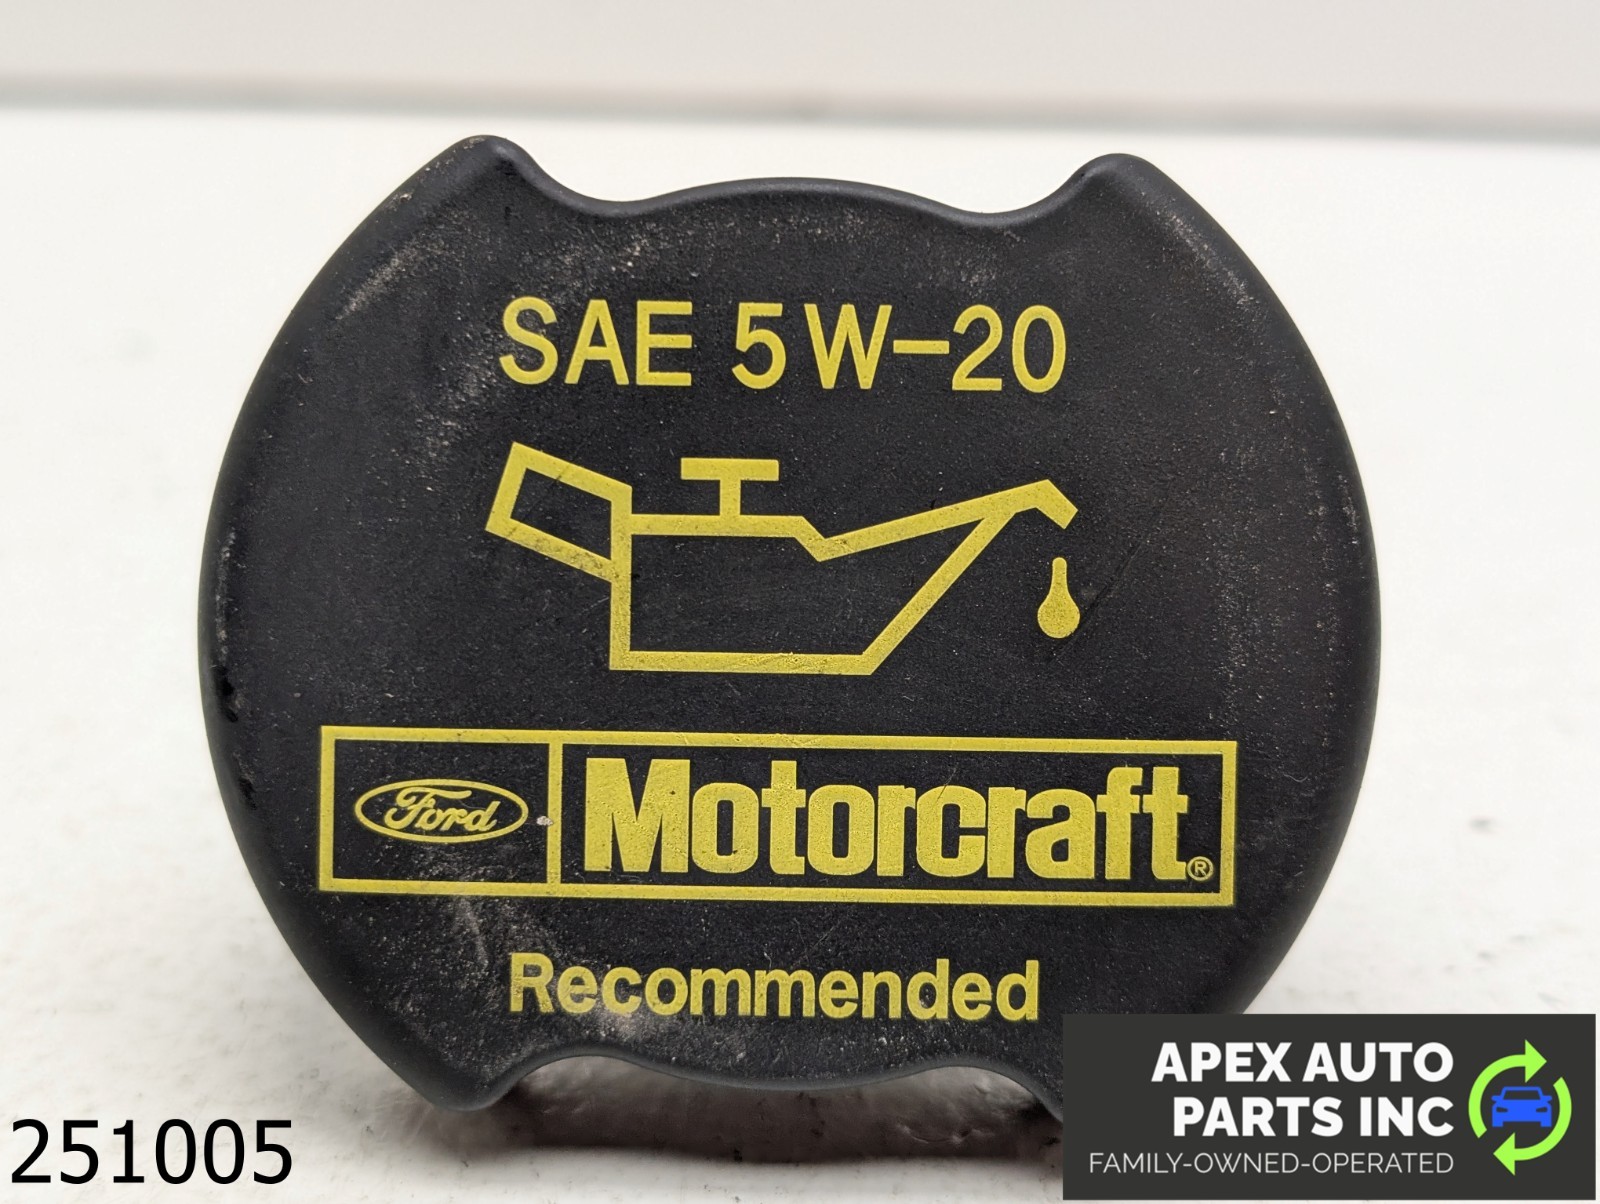 SAE 5W-20
Ford Motorcraft®
Recommended
APEX AUTO
PARTS INC
FAMILY-OWNED-OPERATED
251005